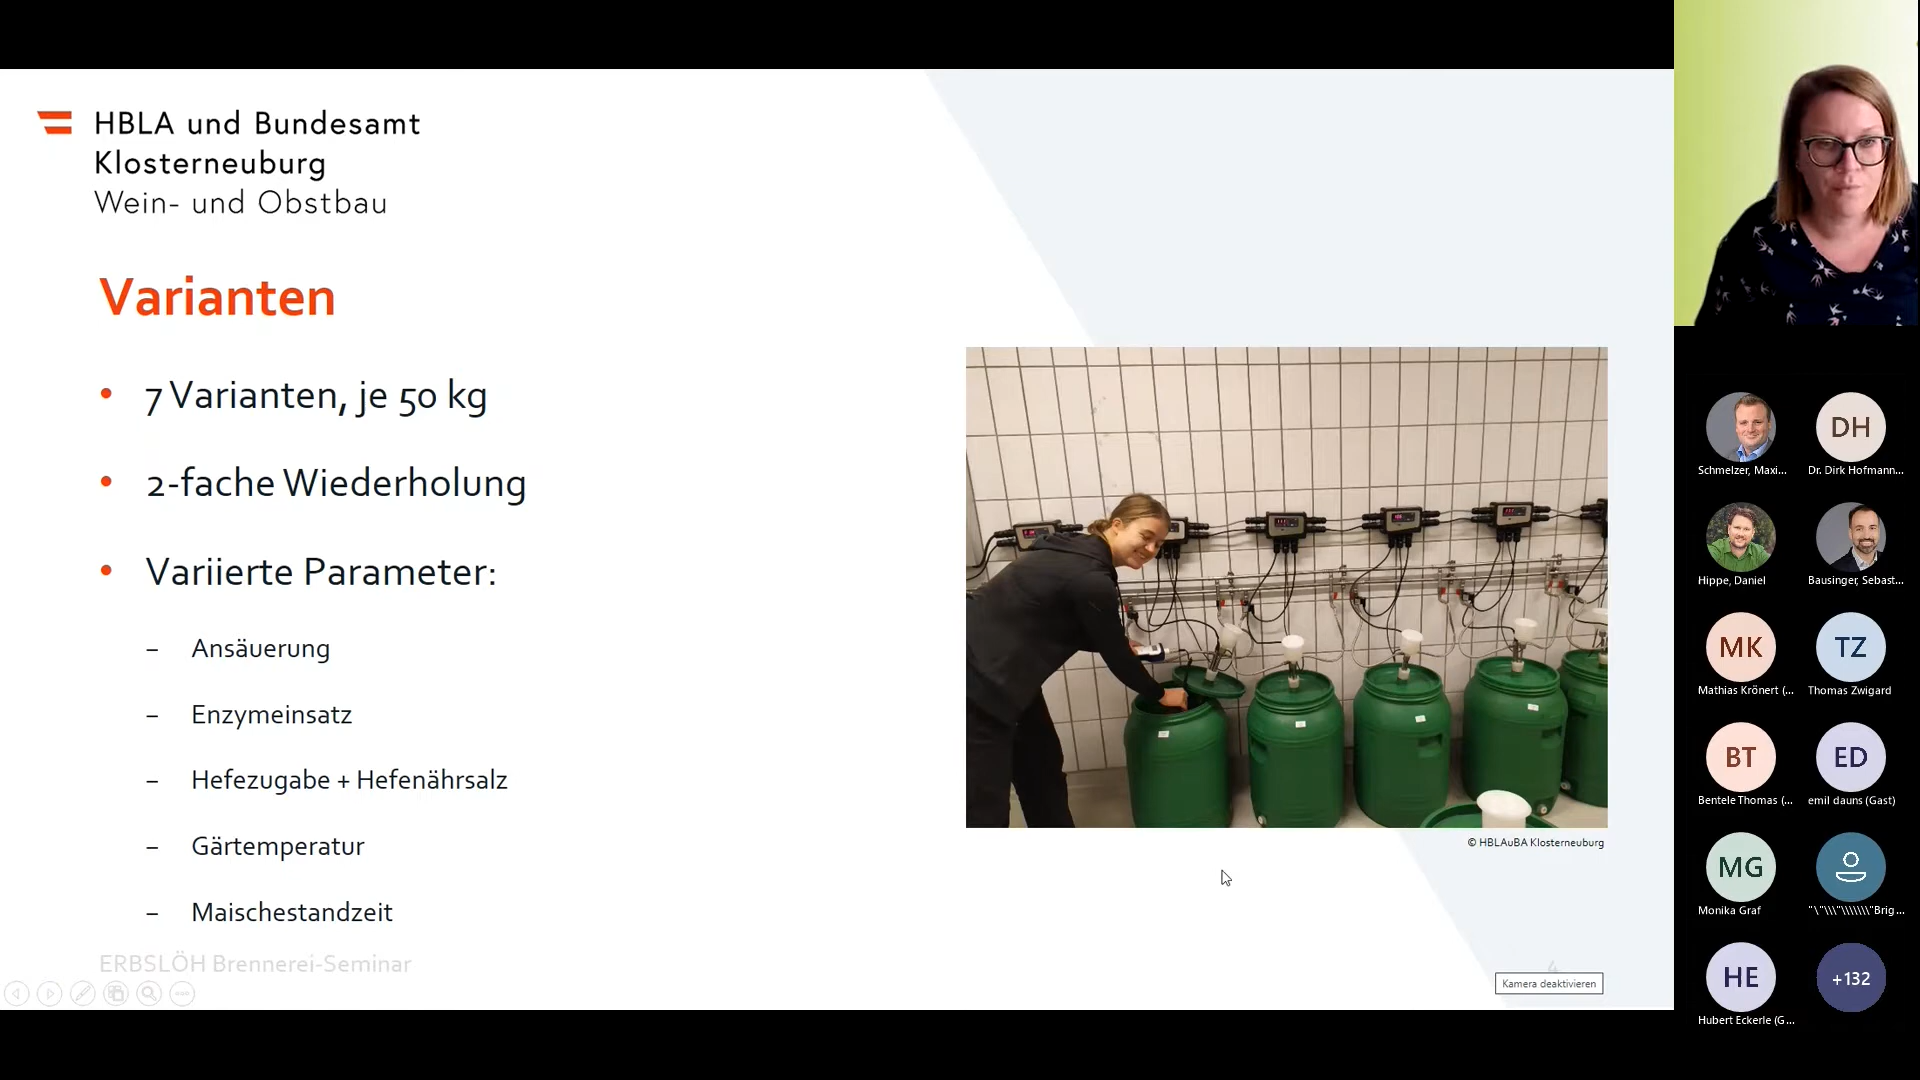 HBLA und Bundesamt
Klosterneuburg
Wein- und Obstbau
Varianten
• 7 Varianten, je 50 kg
• 2-fache Wiederholung
• Variierte Parameter:
– Ansäuerung
– Enzymeinsatz
– Hefezugabe + Hefenährsalz
– Gärtemperatur
– Maischestandzeit
© HBLAuBA Klosterneuburg
ERBSLÖH Brennerei-Seminar
4
Kamera deaktivieren
Schmelzer, Maxi...
DH
Dr. Dirk Hofmann...
Hippe, Daniel
Bausinger, Sebast...
MK
Mathias Krönert (...
TZ
Thomas Zwigard
BT
Bentele Thomas (...
ED
emil dauns (Gast)
MG
Monika Graf
"\"\\\"\\\\\\\"Brig...
HE
Hubert Eckerle (G...
+132